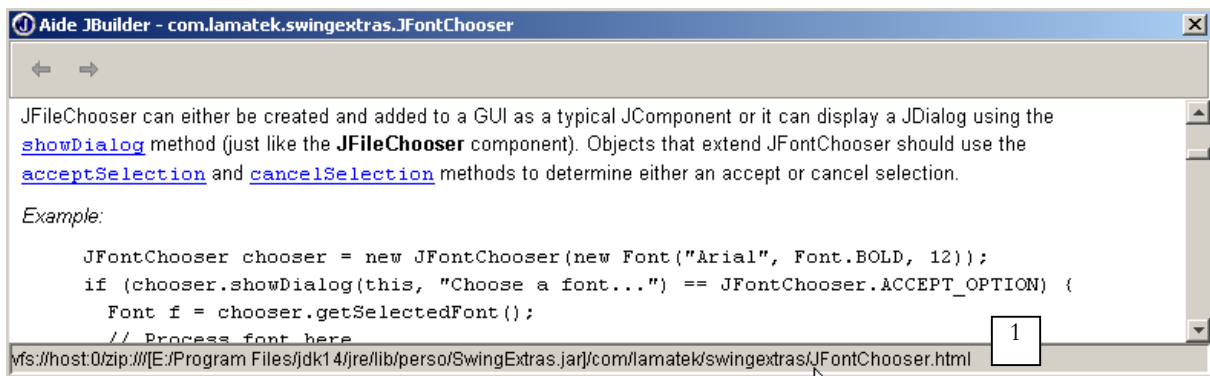 Aide JBuilder - com.lamatek.swingextras.JFontChooser
JFileChooser can either be created and added to a GUI as a typical JComponent or it can display a JDialog using the
showDialog method (just like the JFileChooser component). Objects that extend JFontChooser should use the
acceptSelection and cancelSelection methods to determine either an accept or cancel selection.
Example:
JFontChooser chooser = new JFontChooser(new Font("Arial", Font.BOLD, 12));
if (chooser.showDialog(this, "Choose a font...") == JFontChooser.ACCEPT_OPTION) {
Font f = chooser.getSelectedFont();
// Process font here
1
vfs://host:0/zip:///[E:/Program Files/jdk14/jre/lib/perso/SwingExtras.jar]/com/lamatek/swingextras/JFontChooser.html